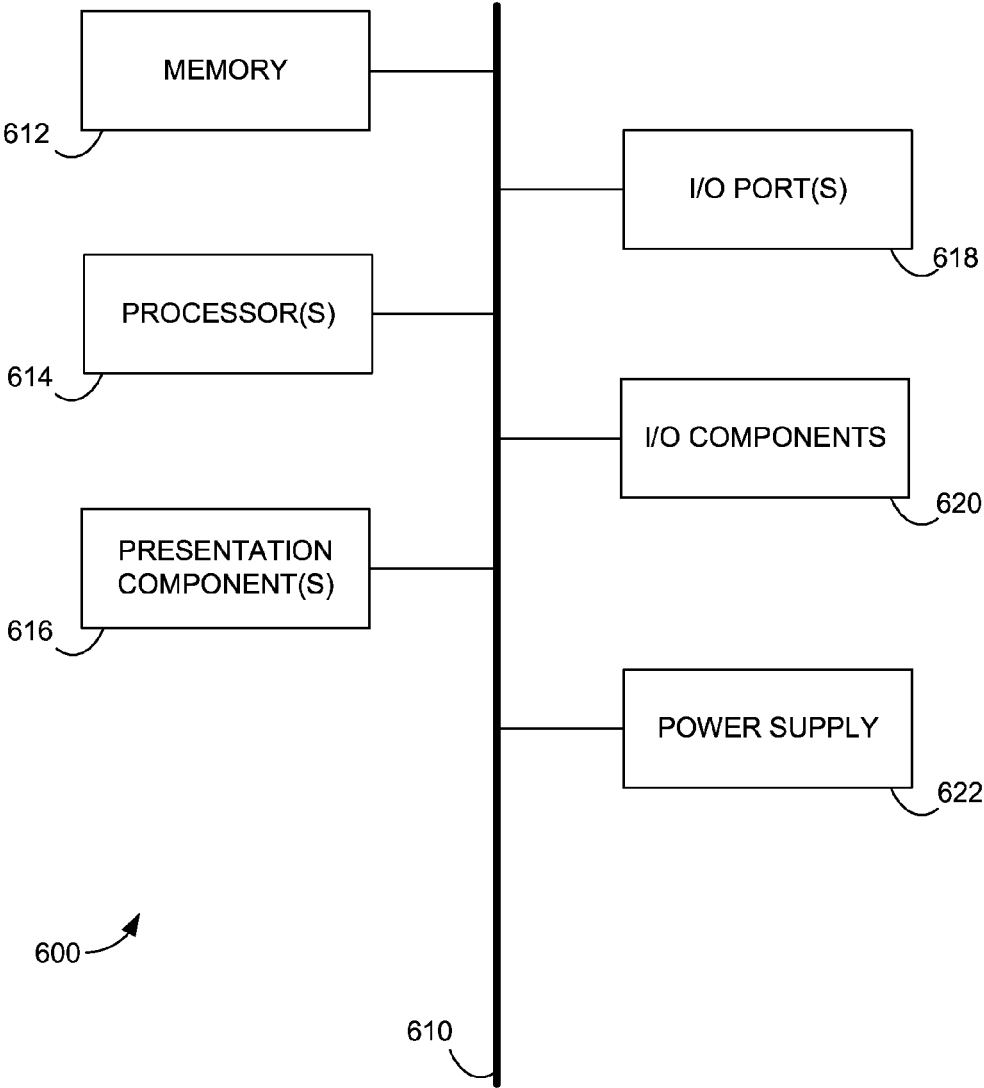 MEMORY
612
I/O PORT(S)
618
PROCESSOR(S)
614
I/O COMPONENTS
620
PRESENTATION
COMPONENT(S)
616
POWER SUPPLY
622
600
610